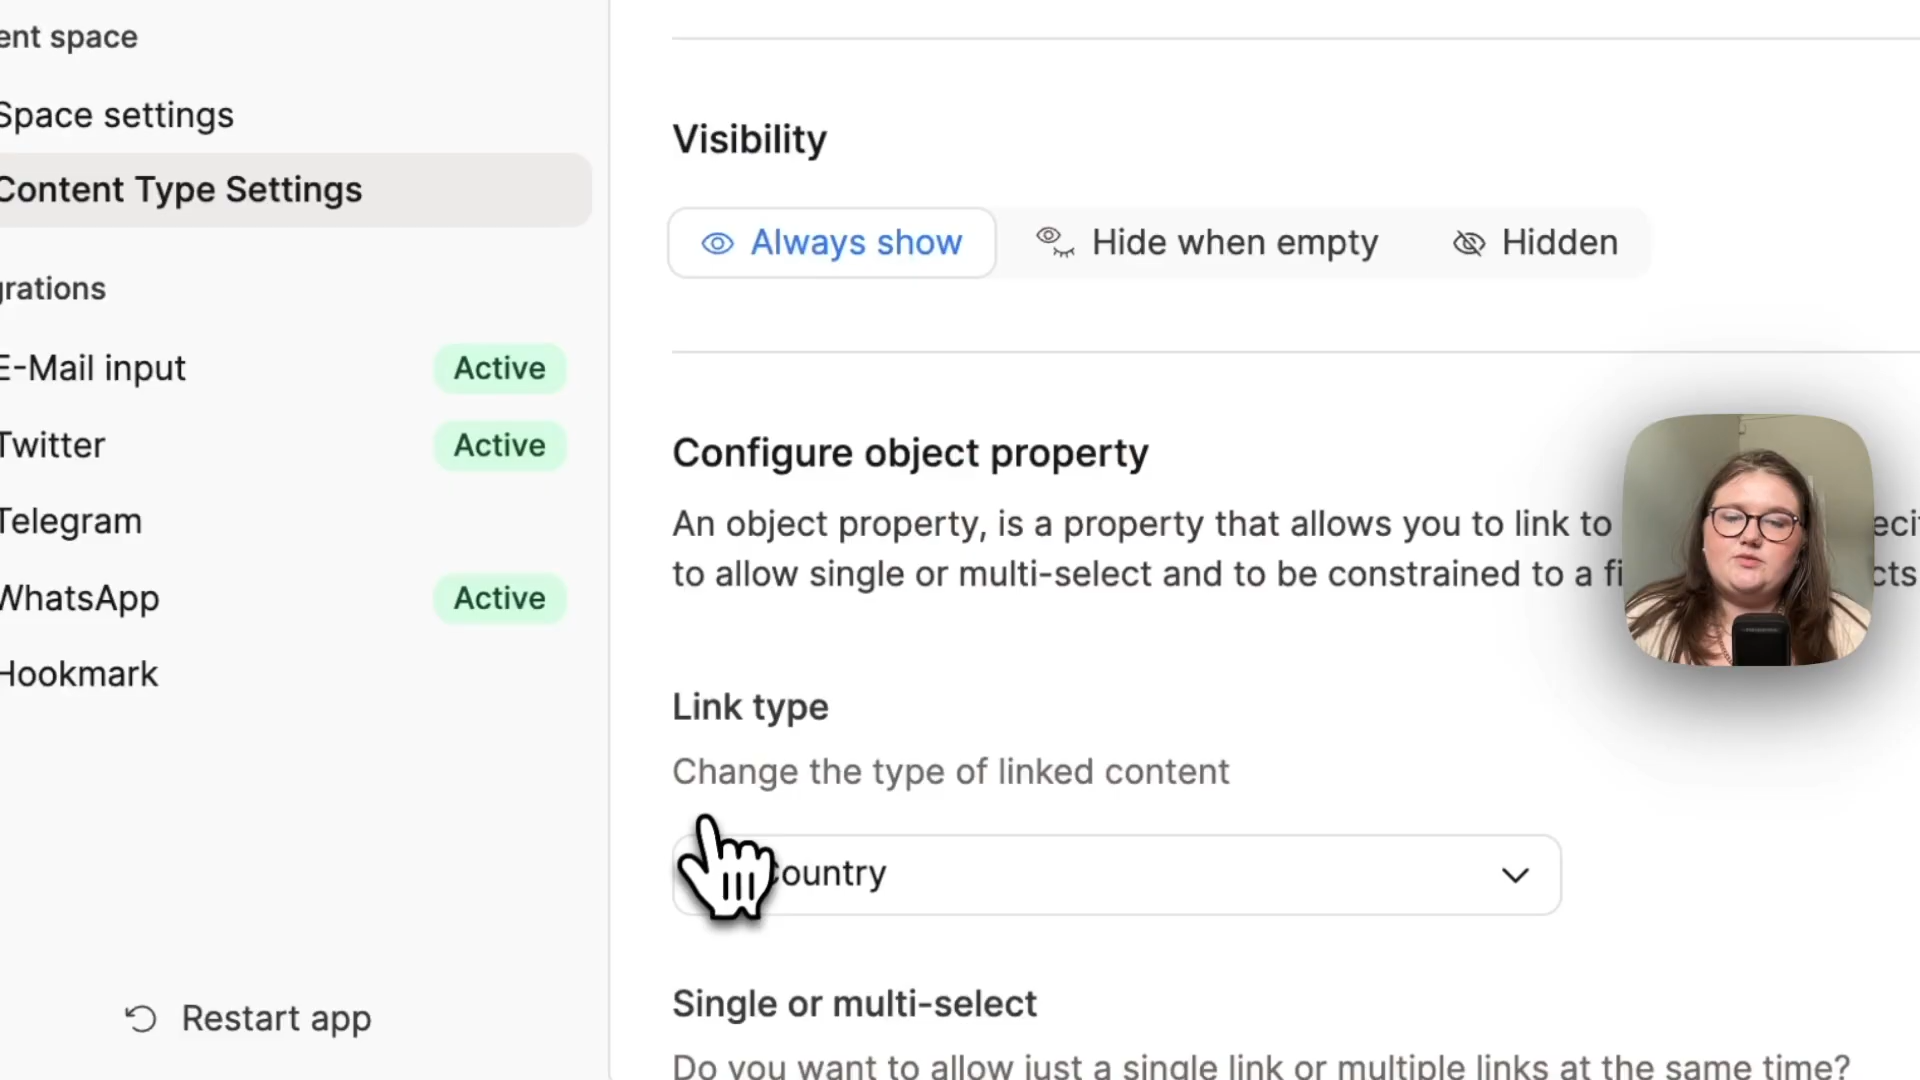 ent space
Space settings
Content Type Settings
grations
E-Mail input Active
Twitter Active
Telegram
WhatsApp Active
Hookmark
Restart app
Visibility
Always show Hide when empty Hidden
Configure object property
An object property, is a property that allows you to link to
to allow single or multi-select and to be constrained to a
Link type
Change the type of linked content
Country
Single or multi-select
Do you want to allow just a single link or multiple links at the same time?